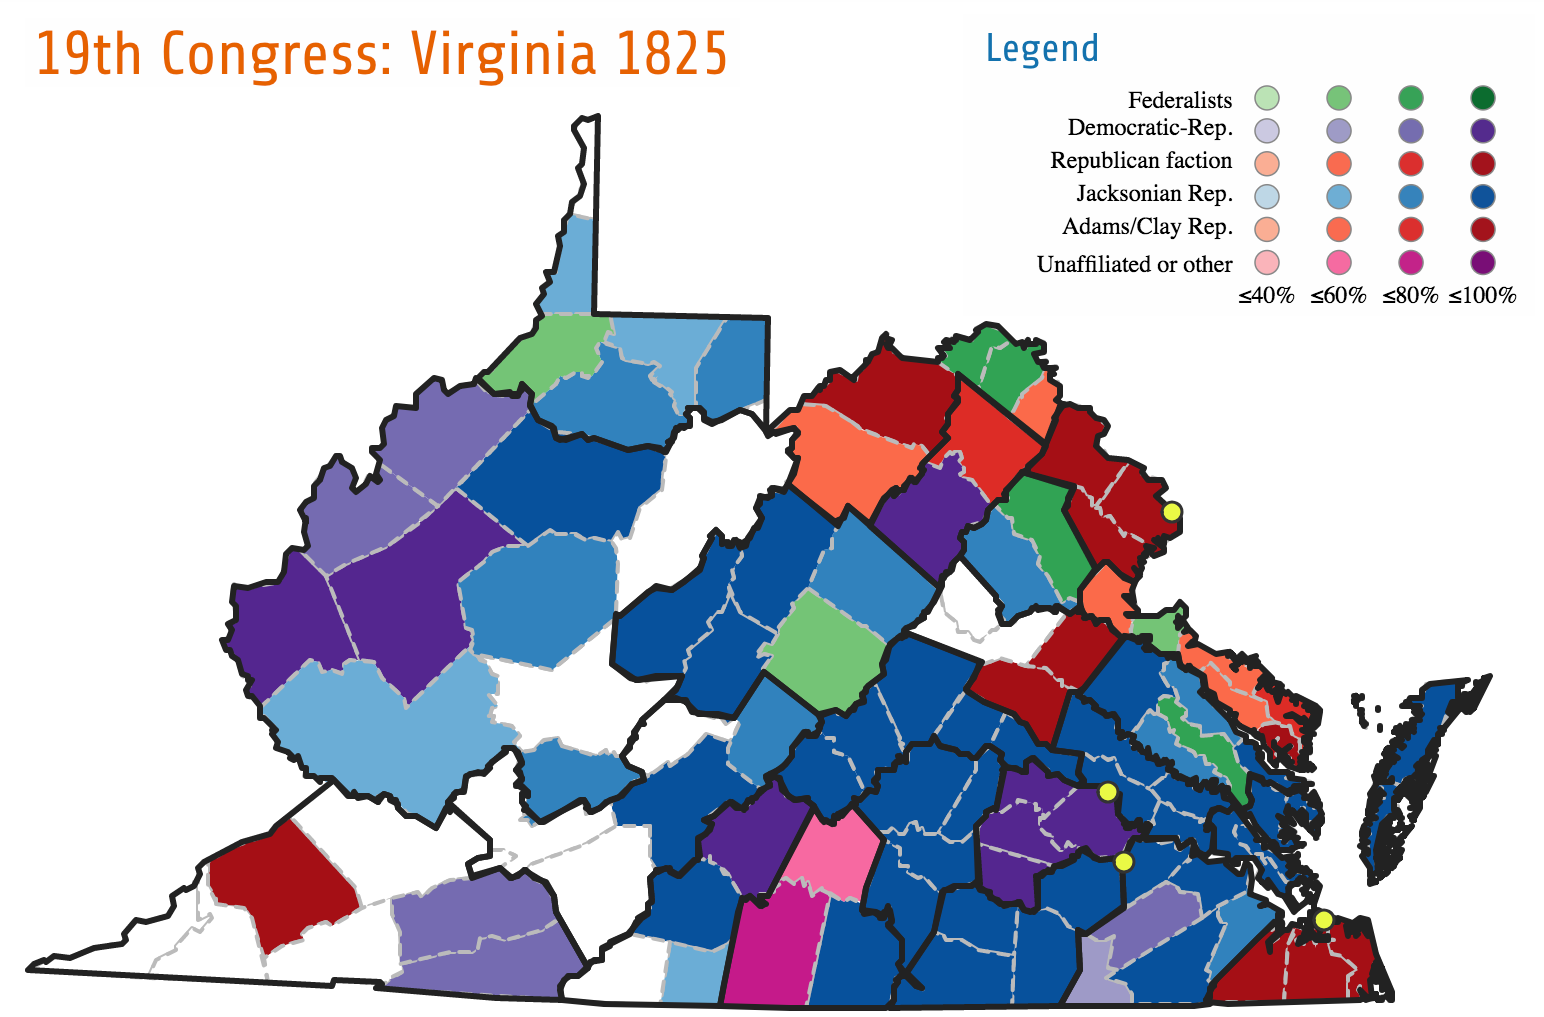 19th Congress: Virginia 1825
Legend
Federalists
Democratic-Rep.
Republican faction
Jacksonian Rep.
Adams/Clay Rep.
Unaffiliated or other
≤40% ≤60% ≤80% ≤100%